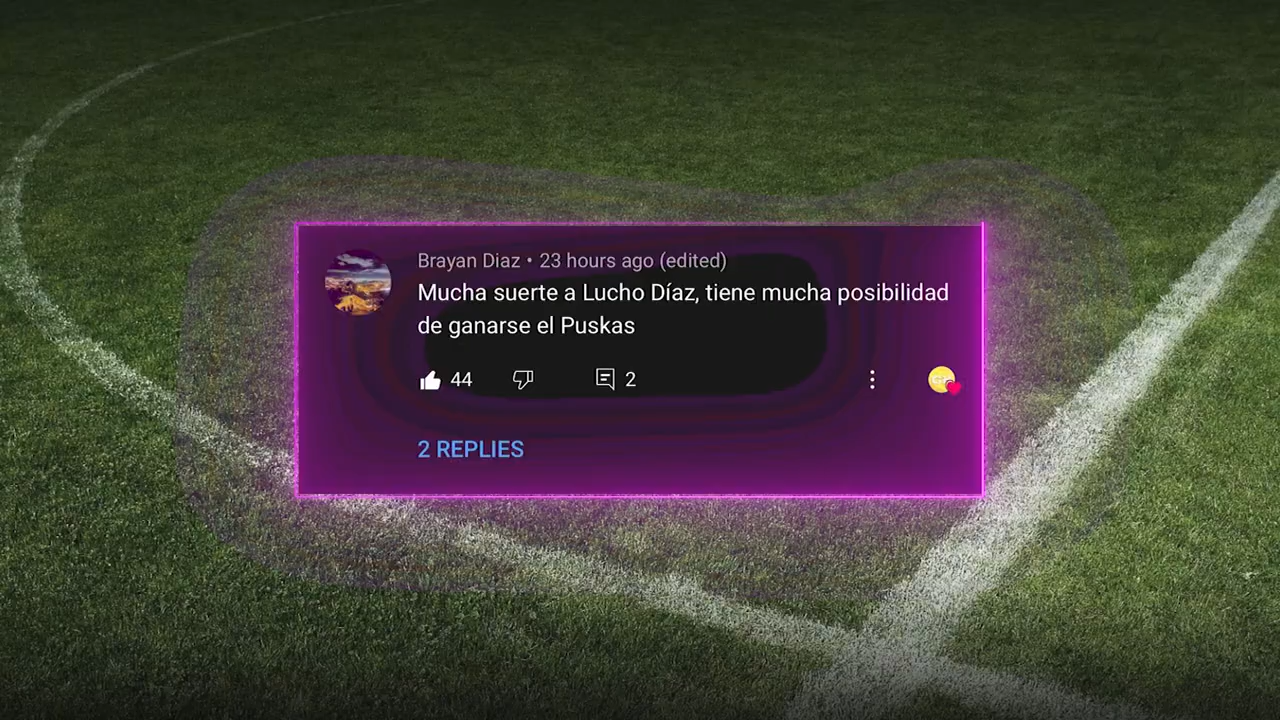 Brayan Diaz • 23 hours ago (edited)
Mucha suerte a Lucho Díaz, tiene mucha posibilidad
de ganarse el Puskas
44
2
2 REPLIES